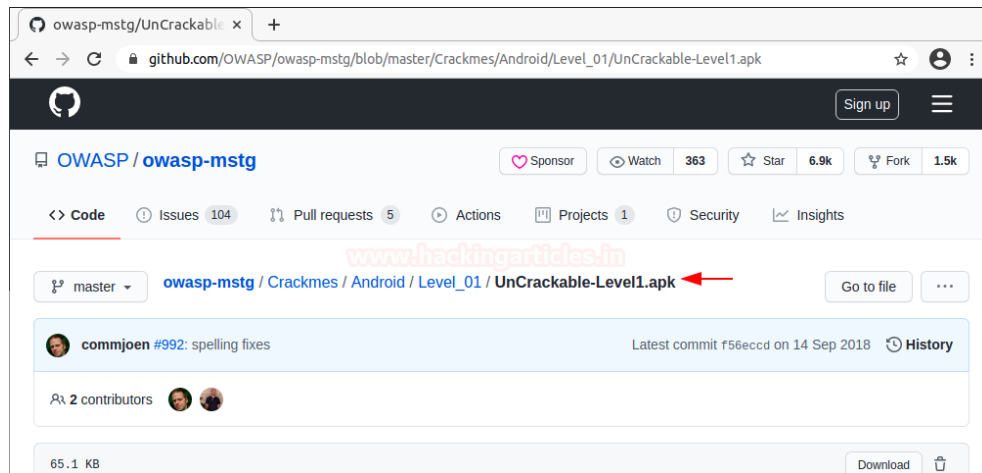 owasp-mstg/UnCrackable
github.com/OWASP/owasp-mstg/blob/master/Crackmes/Android/Level_01/UnCrackable-Level1.apk
Sign up
OWASP / owasp-mstg Sponsor Watch 363 Star 6.9k Fork 1.5k
<> Code Issues 104 Pull requests 5 Actions Projects 1 Security Insights
www.hackingarticles.in
master owasp-mstg / Crackmes / Android / Level_01 / UnCrackable-Level1.apk Go to file ...
commjoen #992: spelling fixes Latest commit f56eccd on 14 Sep 2018 History
2 contributors
65.1 KB Download